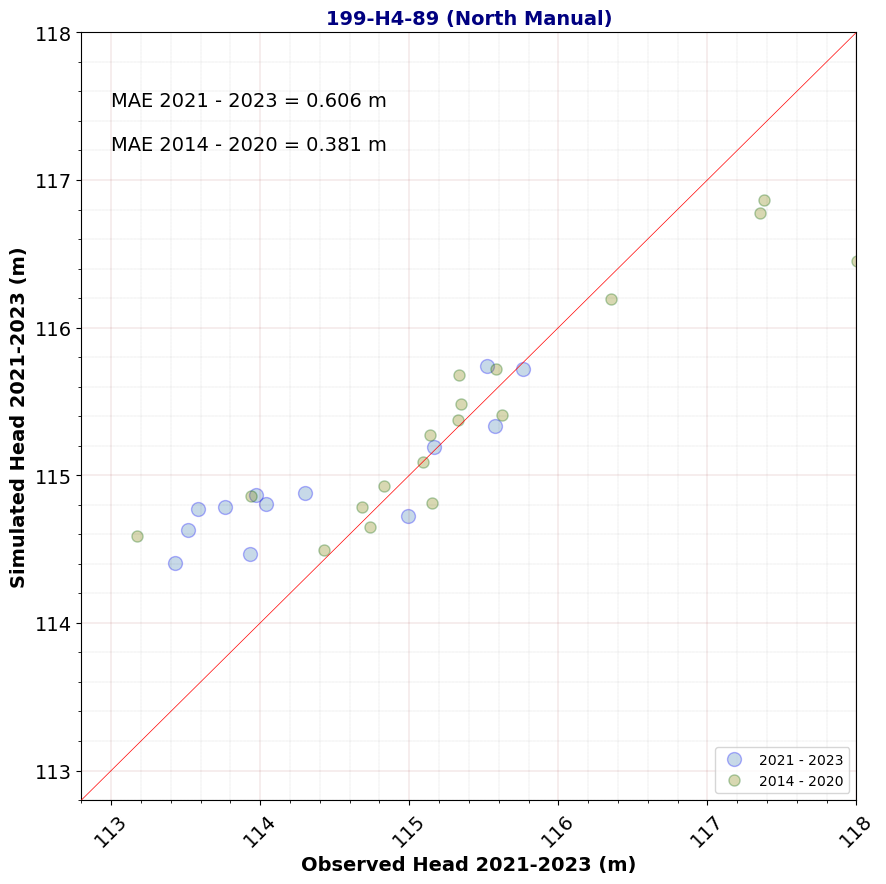 199-H4-89 (North Manual)
118
MAE 2021 - 2023 = 0.606 m
MAE 2014 - 2020 = 0.381 m
117
116
115
114
113
Simulated Head 2021-2023 (m)
2021 - 2023
2014 - 2020
113
114
115
116
117
118
Observed Head 2021-2023 (m)